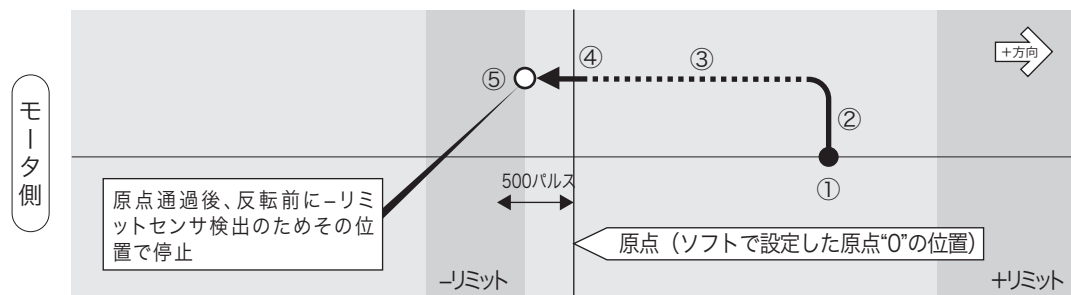 モータ側
+方向
⑤
④
③
②
①
500パルス
原点通過後、反転前に–リミ
ットセンサ検出のためその位
置で停止
原点（ソフトで設定した原点“0”の位置）
–リミット
+リミット